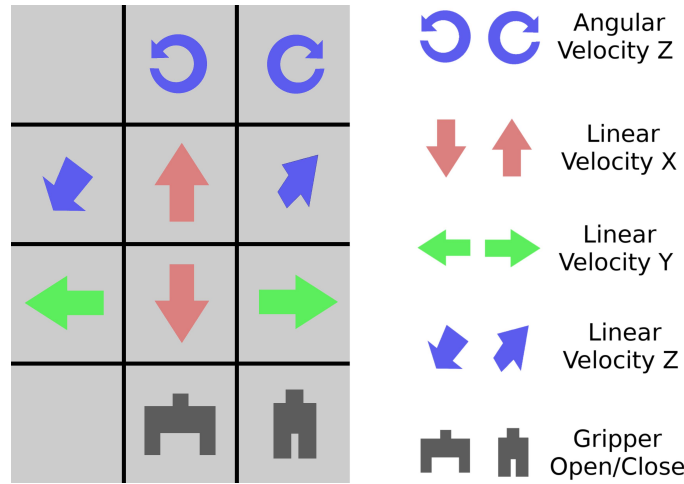 Angular
Velocity Z
Linear
Velocity X
Linear
Velocity Y
Linear
Velocity Z
Gripper
Open/Close